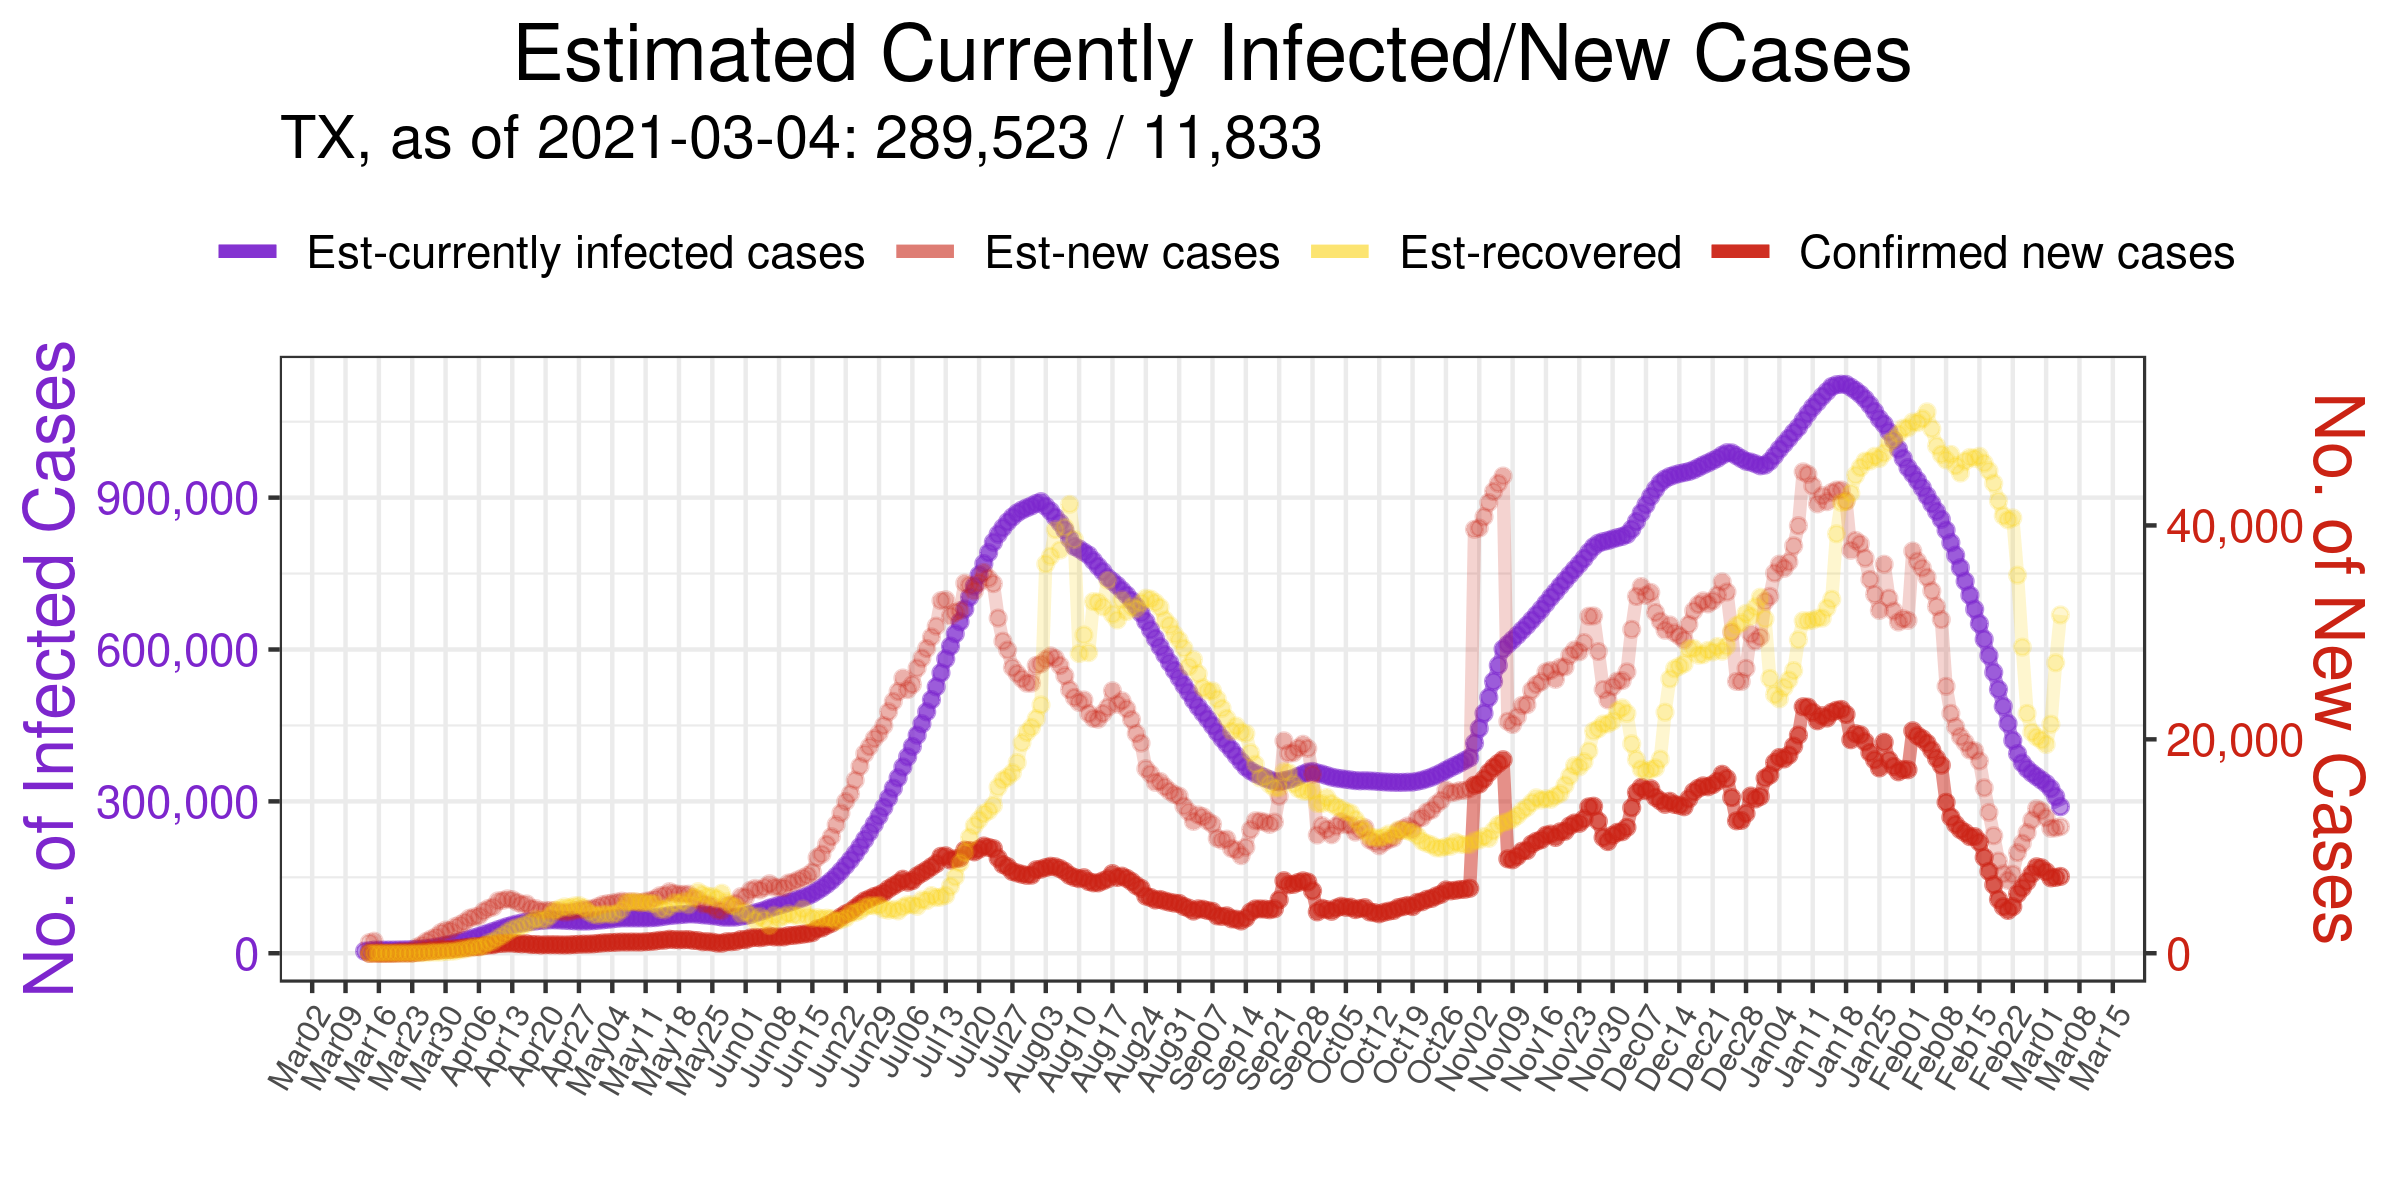 Estimated Currently Infected/New Cases
TX, as of 2021-03-04: 289,523 / 11,833
Est-currently infected cases Est-new cases Est-recovered Confirmed new cases
No. of Infected Cases
900,000
600,000
300,000
0
40,000
20,000
0
No. of New Cases
Mar02 Mar09 Mar16 Mar23 Mar30 Apr06 Apr13 Apr20 Apr27 May04 May11 May18 May25 Jun01 Jun08 Jun15 Jun22 Jun29 Jul06 Jul13 Jul20 Jul27 Aug03 Aug10 Aug17 Aug24 Aug31 Sep07 Sep14 Sep21 Sep28 Oct05 Oct12 Oct19 Oct26 Nov02 Nov09 Nov16 Nov23 Nov30 Dec07 Dec14 Dec21 Dec28 Jan04 Jan11 Jan18 Jan25 Feb01 Feb08 Feb15 Feb22 Mar01 Mar08 Mar15